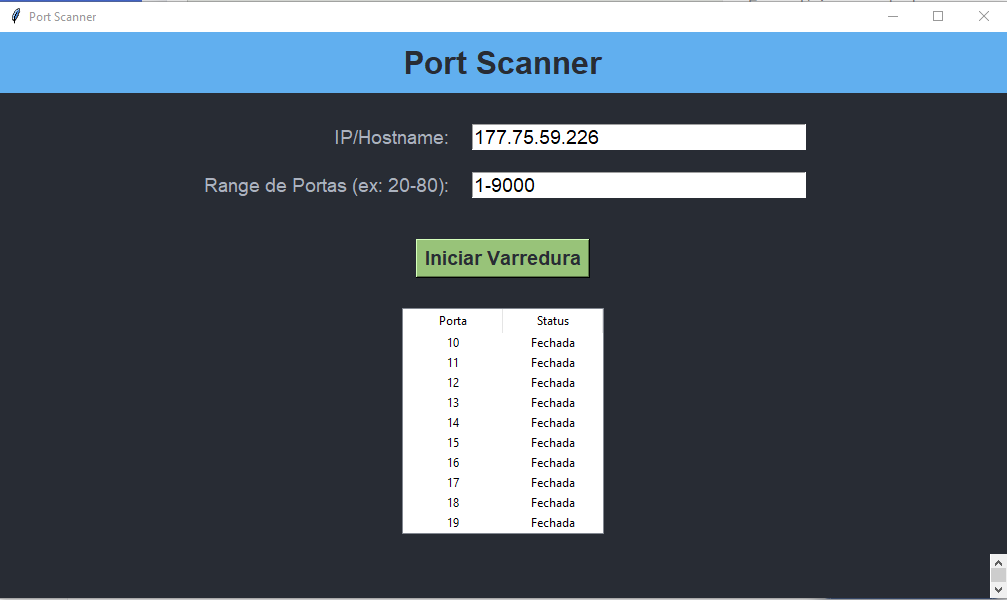 Port Scanner
Port Scanner
IP/Hostname: 177.75.59.226
Range de Portas (ex: 20-80): 1-9000
Iniciar Varredura
Porta Status
10 Fechada
11 Fechada
12 Fechada
13 Fechada
14 Fechada
15 Fechada
16 Fechada
17 Fechada
18 Fechada
19 Fechada